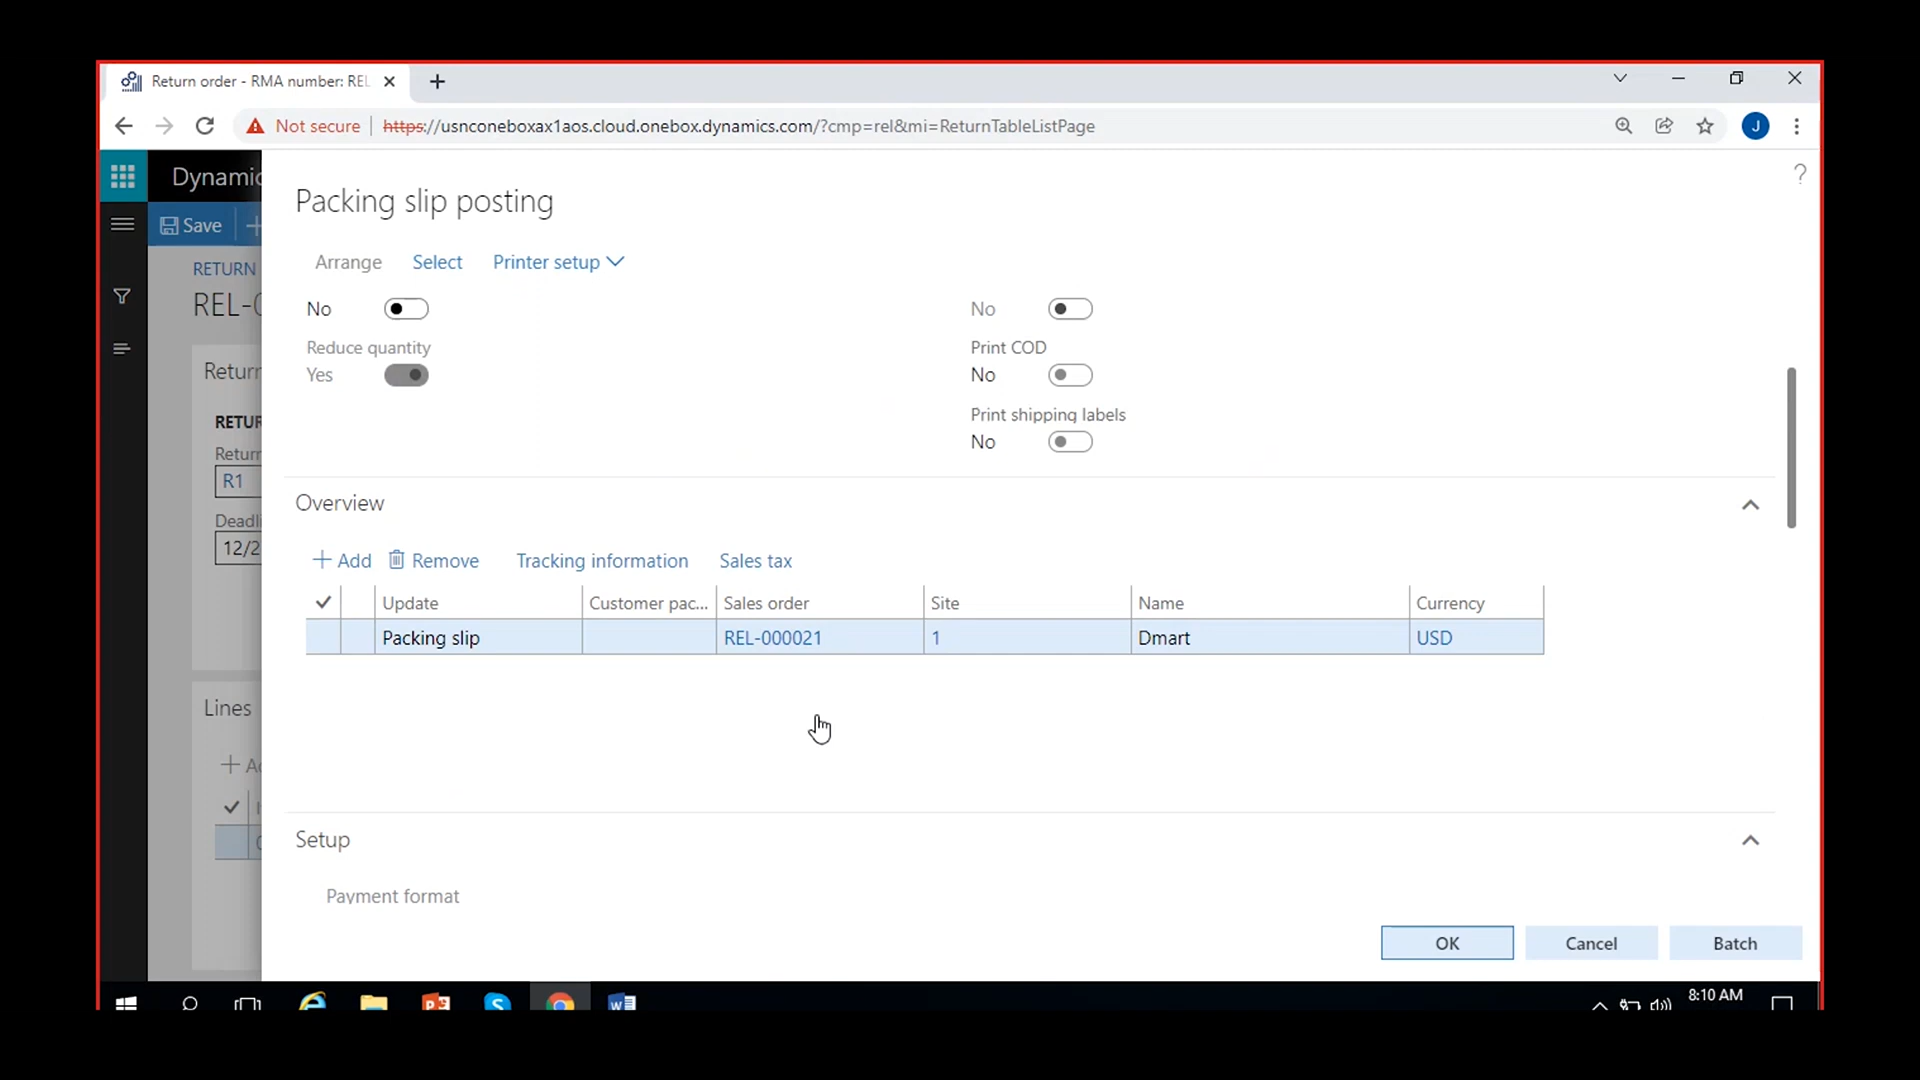 Return order - RMA number: REL
Not secure https://usnconeboxax1aos.cloud.onebox.dynamics.com/?cmp=rel&mi=ReturnTableListPage
J
Dynamic
?
Packing slip posting
Save
Arrange Select Printer setup
RETURN
REL-0
No No
Reduce quantity Print COD
Yes No
Return
Print shipping labels
RETUR
No
Return
R1
Overview
Deadli
12/2
+ Add Remove Tracking information Sales tax
Update Customer pac... Sales order Site Name Currency
Packing slip REL-000021 1 Dmart USD
Lines
+ Ad
Setup
Payment format
OK Cancel Batch
8:10 AM